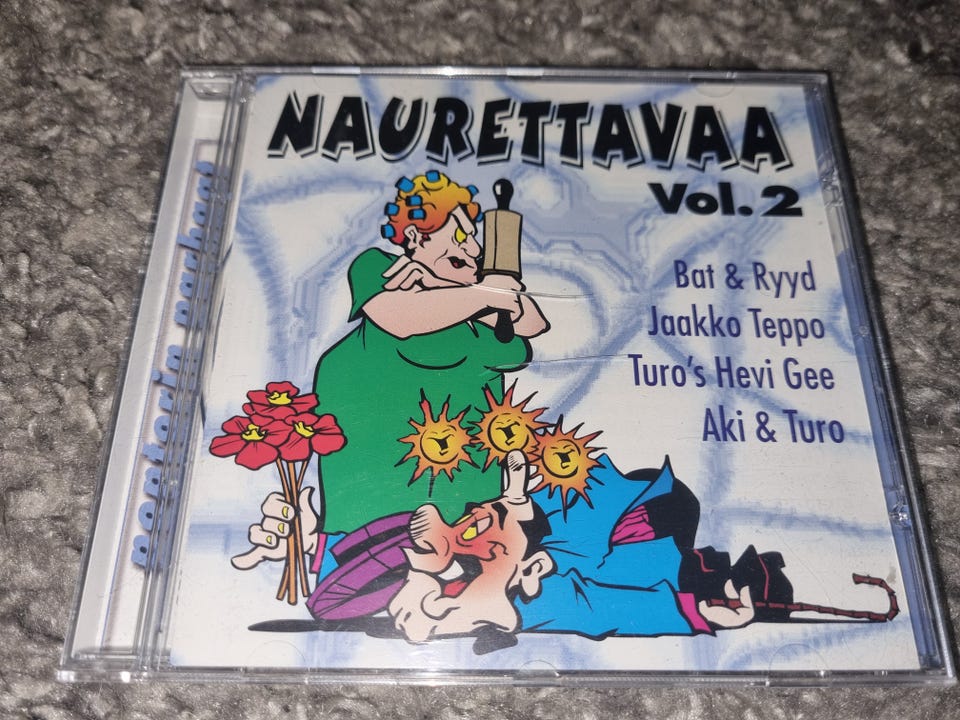 NAURETTAVAA
Vol.2
Bat & Ryyd
Jaakko Teppo
Turo's Hevi Gee
Aki & Turo